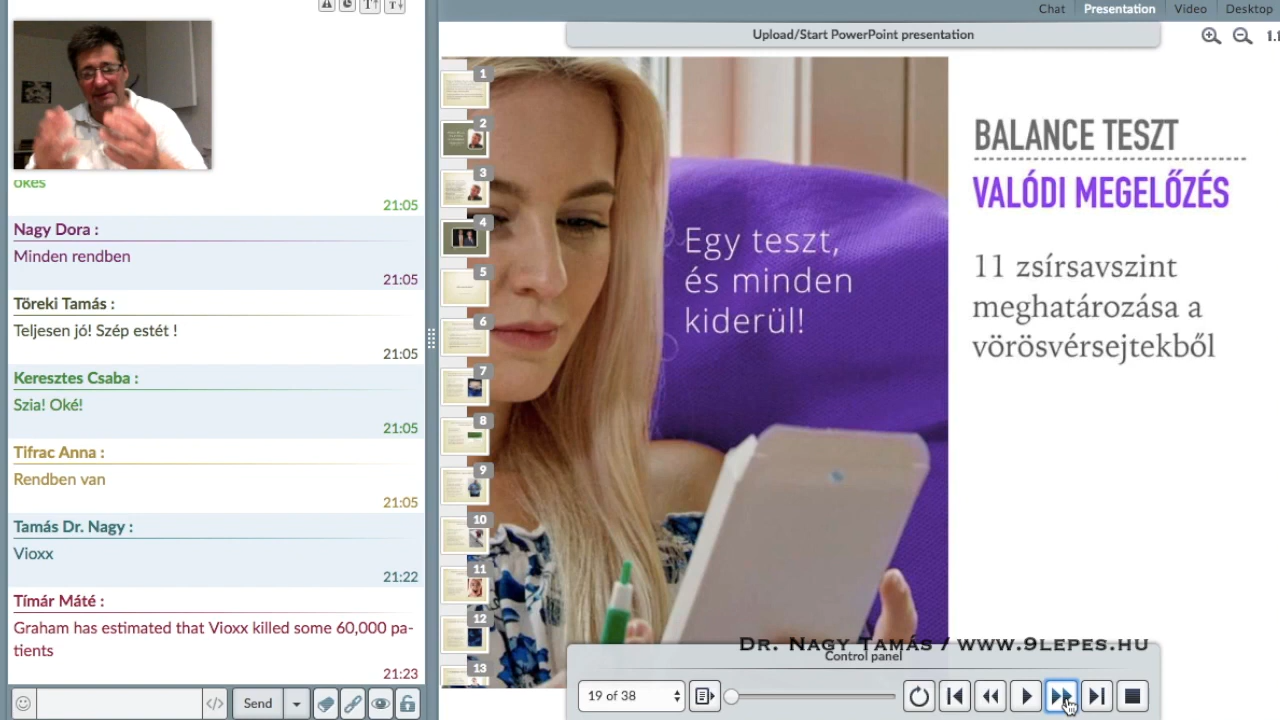 Chat
Presentation
Video
Desktop
Upload/Start PowerPoint presentation
okés
21:05
Nagy Dora :
Minden rendben
21:05
Töreki Tamás :
Teljesen jó! Szép estét !
21:05
Keresztes Csaba :
Szia! Oké!
21:05
Tifrac Anna :
Rendben van
21:05
Tamás Dr. Nagy :
Vioxx
21:22
Tímár Máté :
Graham has estimated that Vioxx killed some 60,000 pa-
tients
21:23
Send
1
2
3
4
5
6
7
8
9
10
11
12
13
Egy teszt,
és minden
kiderül!
BALANCE TESZT
VALÓDI MEGELŐZÉS
11 zsírsavszint
meghatározása a
vörösvérsejtekből
Dr. Nagy Tamás / www.9lepes.hu
Control panel
19 of 38